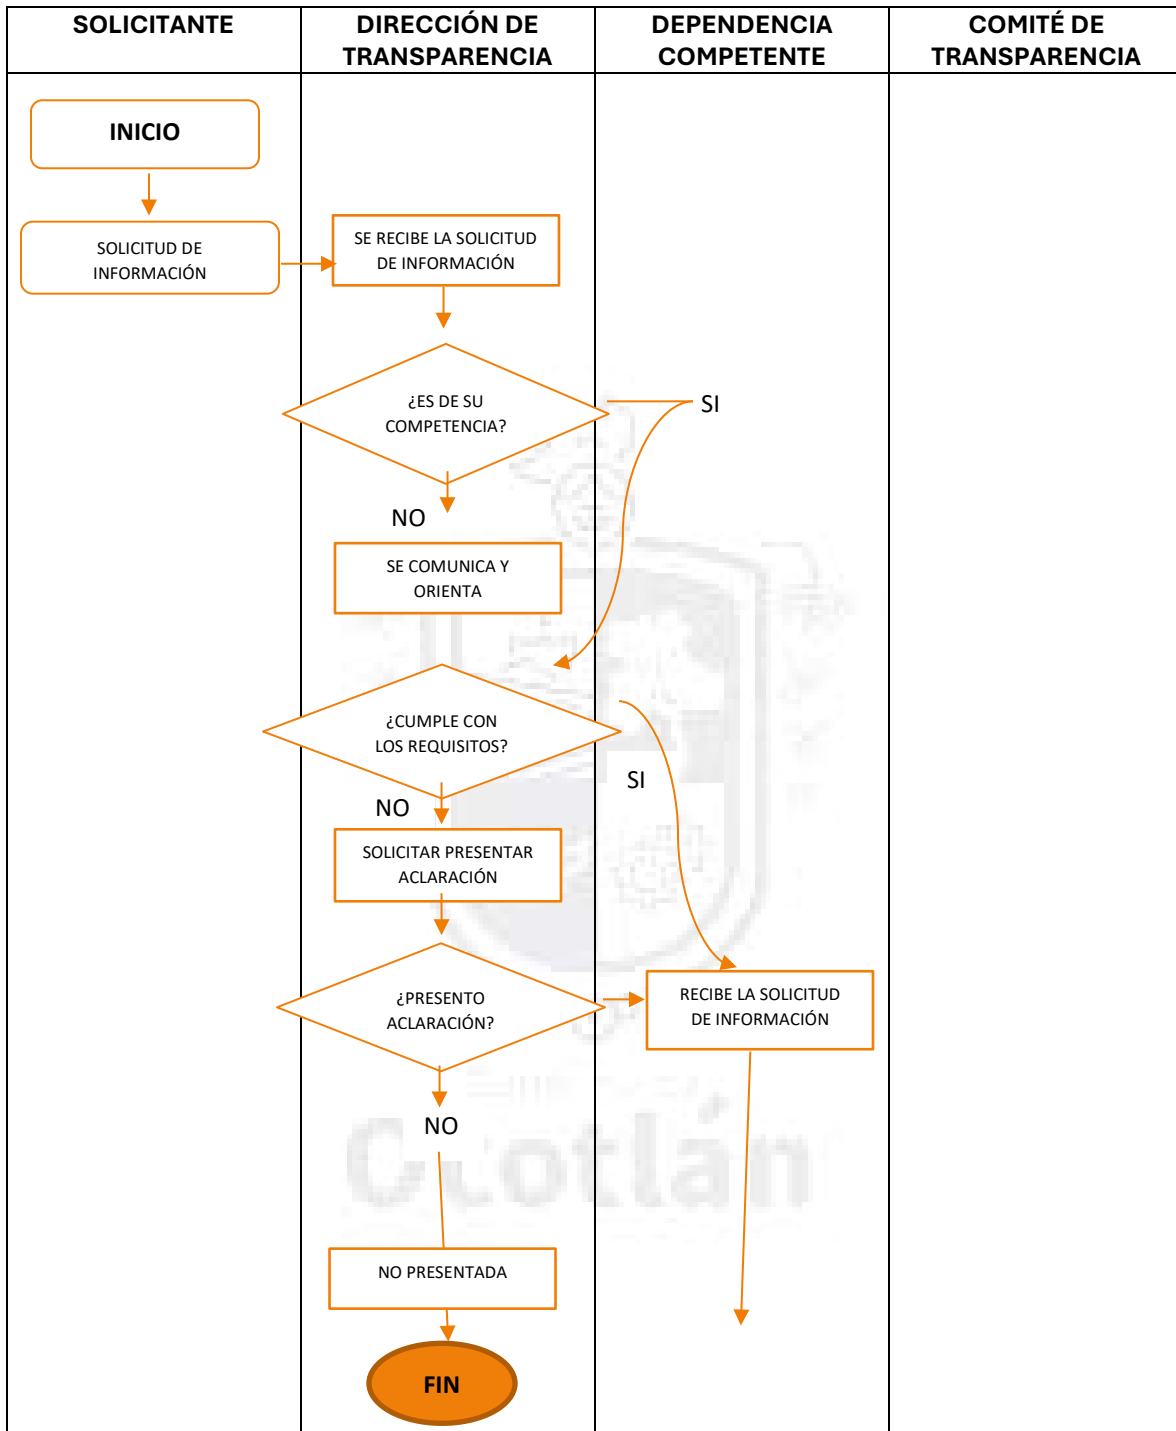 SOLICITANTE
DIRECCIÓN DE
TRANSPARENCIA
DEPENDENCIA
COMPETENTE
COMITÉ DE
TRANSPARENCIA
INICIO
SOLICITUD DE
INFORMACIÓN
SE RECIBE LA SOLICITUD
DE INFORMACIÓN
¿ES DE SU
COMPETENCIA?
SI
NO
SE COMUNICA Y
ORIENTA
¿CUMPLE CON
LOS REQUISITOS?
SI
NO
SOLICITAR PRESENTAR
ACLARACIÓN
¿PRESENTO
ACLARACIÓN?
RECIBE LA SOLICITUD
DE INFORMACIÓN
NO
Ocotlán
NO PRESENTADA
FIN